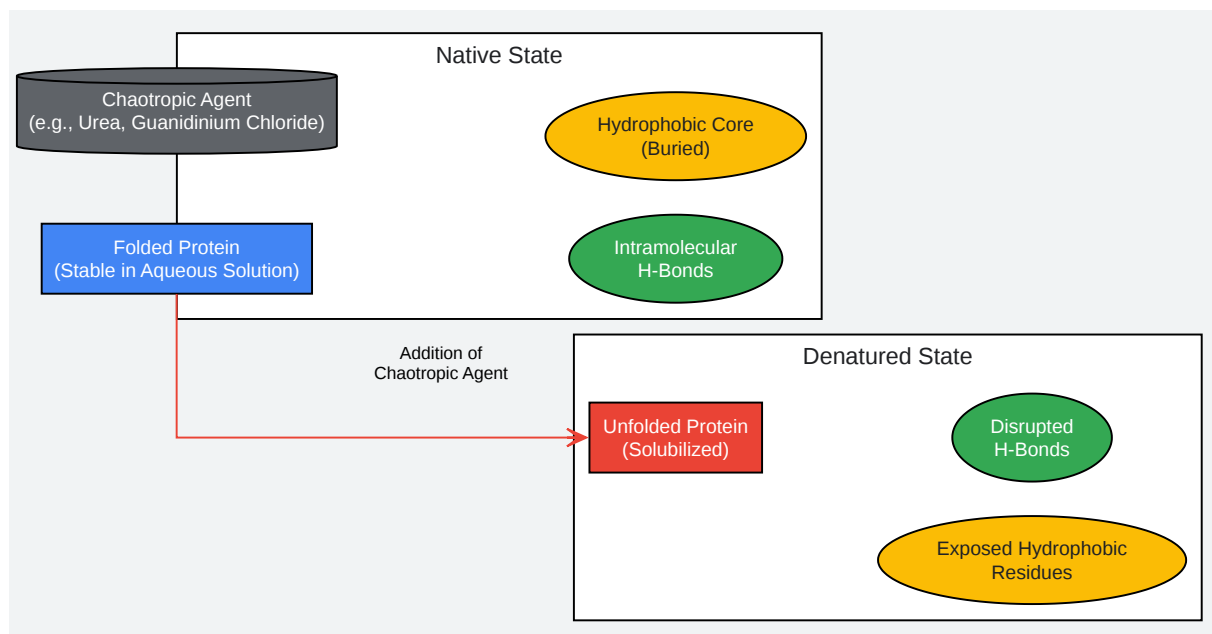 Native State
Chaotropic Agent
(e.g., Urea, Guanidinium Chloride)
Hydrophobic Core
(Buried)
Folded Protein
(Stable in Aqueous Solution)
Intramolecular
H-Bonds
Addition of
Chaotropic Agent
Denatured State
Unfolded Protein
(Solubilized)
Disrupted
H-Bonds
Exposed Hydrophobic
Residues